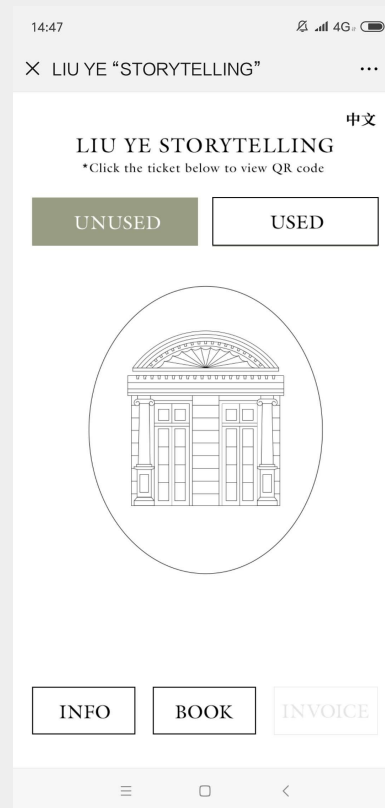 14:47 4G
LIU YE “STORYTELLING”
中文
LIU YE STORYTELLING
*Click the ticket below to view QR code
UNUSED USED
INFO BOOK INVOICE